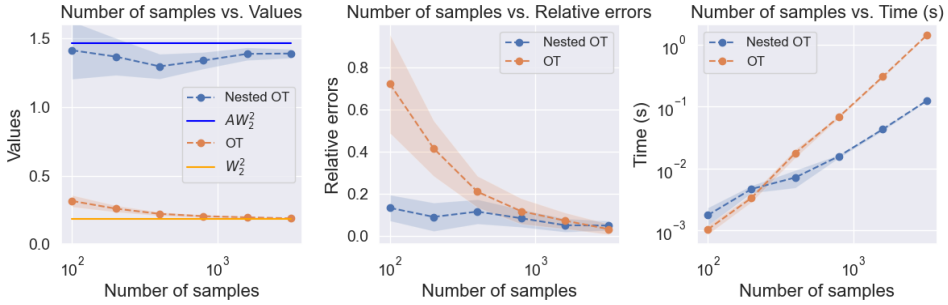 Number of samples vs. Values
Values
1.5
1.0
0.5
0.0
Nested OT
$AW_2^2$
OT
$W_2^2$
10^2
10^3
Number of samples
Number of samples vs. Relative errors
Relative errors
0.8
0.6
0.4
0.2
0.0
Nested OT
OT
10^2
10^3
Number of samples
Number of samples vs. Time (s)
Time (s)
10^0
10^{-1}
10^{-2}
10^{-3}
Nested OT
OT
10^2
10^3
Number of samples